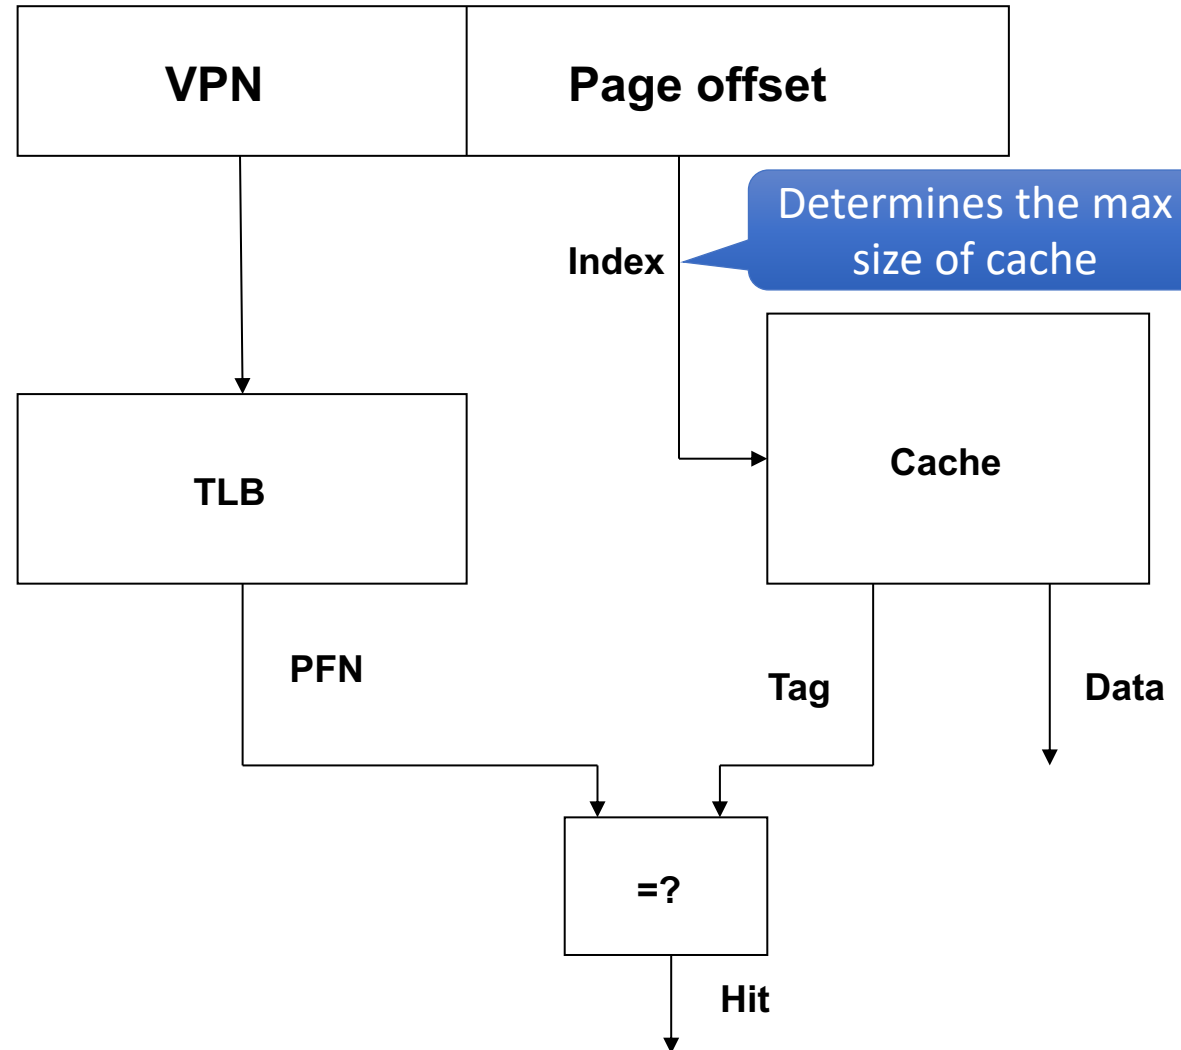 VPN
Page offset
Determines the max
size of cache
Index
Cache
TLB
PFN
Tag
Data
=?
Hit